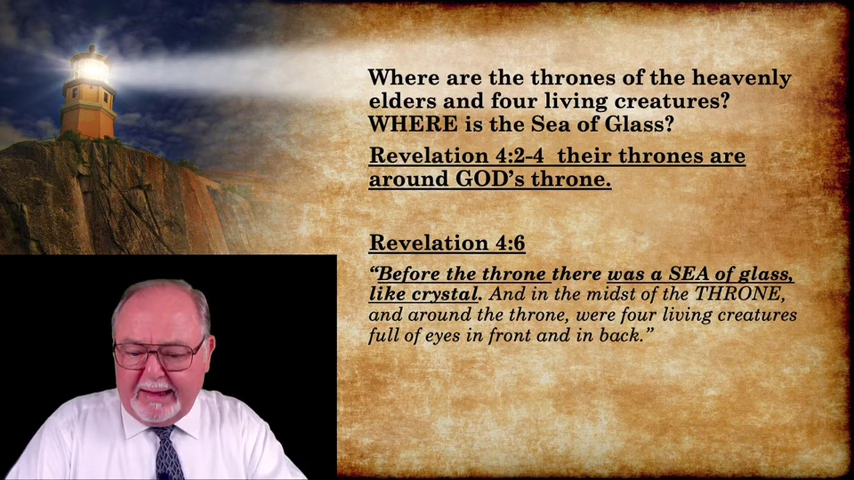 Where are the thrones of the heavenly
elders and four living creatures?
WHERE is the Sea of Glass?
Revelation 4:2-4 their thrones are
around GOD's throne.
Revelation 4:6
“Before the throne there was a SEA of glass,
like crystal. And in the midst of the THRONE,
and around the throne, were four living creatures
full of eyes in front and in back.”